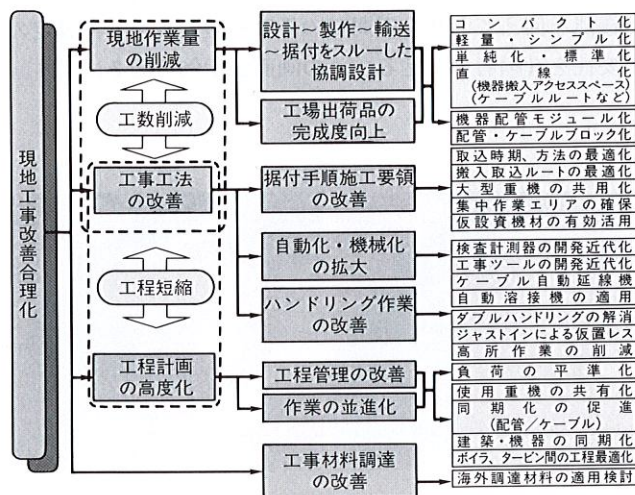 現地工事改善合理化
現地作業量
の削減
工数削減
工事工法
の改善
工程短縮
工程計画
の高度化
設計～製作～輸送
～据付をスルーした
協調設計
工場出荷品の
完成度向上
据付手順施工要領
の改善
自動化・機械化
の拡大
ハンドリング作業
の改善
工程管理の改善
作業の並進化
工事材料調達
の改善
コンパクト化
軽量・シンプル化
単純化・標準化
直線化
(機器搬入アクセススペース)
(ケーブルルートなど)
機器配管モジュール化
配管・ケーブルブロック化
取込時期、方法の最適化
搬入取込ルートの最適化
大型重機の共用化
集中作業エリアの確保
仮設資機材の有効活用
検査計測器の開発近代化
工事ツールの開発近代化
ケーブル自動延線機
自動溶接機の適用
ダブルハンドリングの解消
ジャストインによる仮置レス
高所作業の削減
負荷の平準化
使用重機の共有化
同期化の促進
(配管／ケーブル)
建築・機器の同期化
ボイラ、タービン間の工程最適化
海外調達材料の適用検討